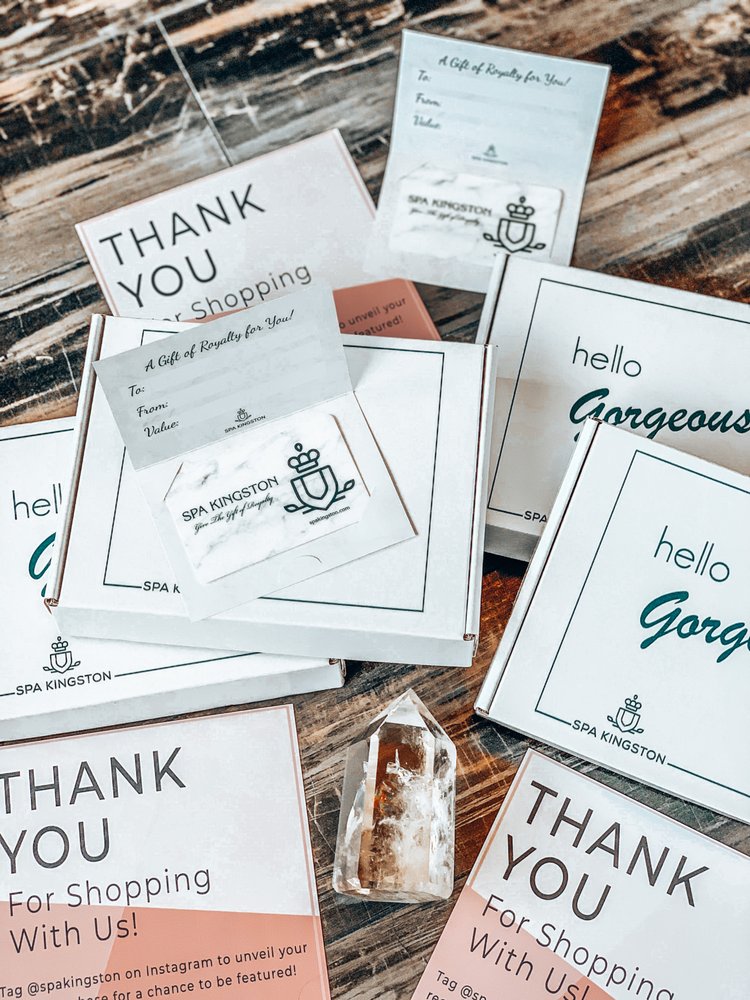 A Gift of Royalty for You!
To:
From:
Value:
SPA KINGSTON
SPA KINGSTON
THANK
YOU
For Shopping
to unveil your
featured!
A Gift of Royalty for You!
To:
From:
Value:
SPA KINGSTON
SPA KINGSTON
Give The Gift of Royalty
spakingston.com
SPA
hello
Gorgeous
SPA
hello
SPA KINGSTON
hello
SPA KINGSTON
THANK
YOU
For Shopping
With Us!
Tag @spakingston on Instagram to unveil your
for a chance to be featured!
THANK
YOU
For Shopping
With Us!
Tag